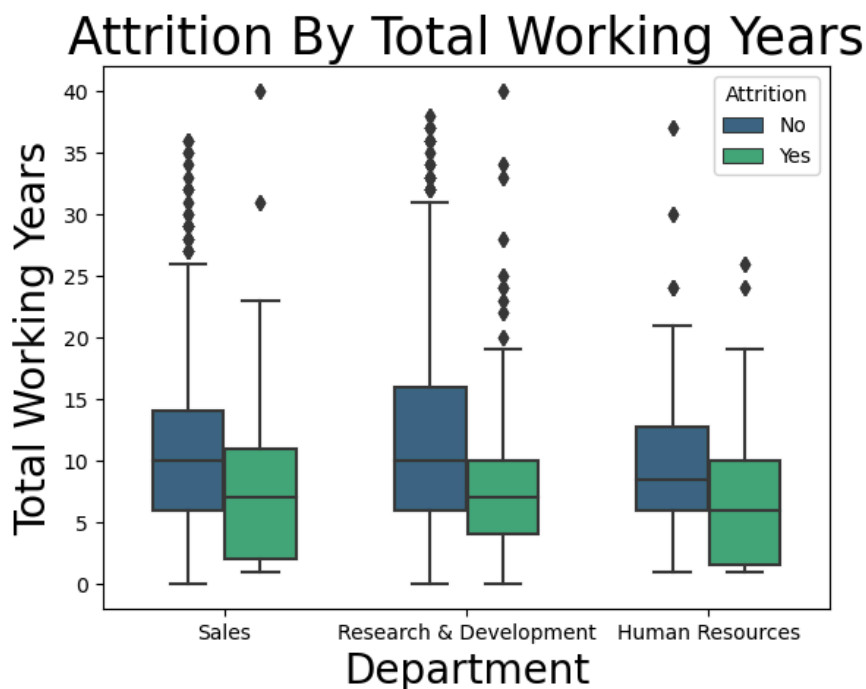 Attrition By Total Working Years
Total Working Years
40
35
30
25
20
15
10
5
0
Attrition
No
Yes
Sales
Research & Development
Human Resources
Department